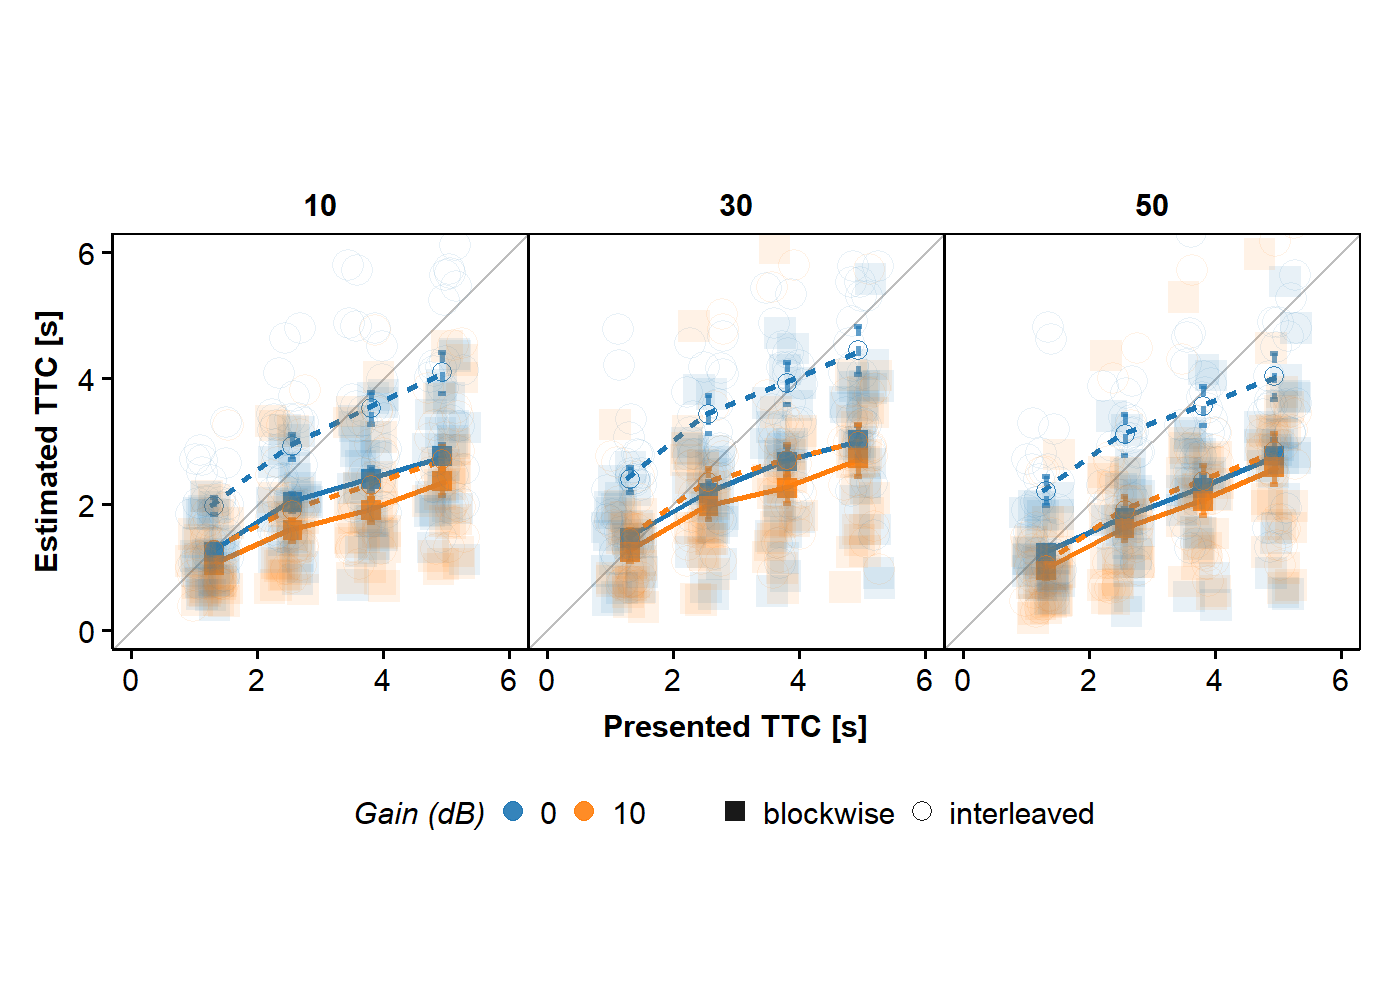 10 30 50
Estimated TTC [s]
6
4
2
0
0 2 4 6 0 2 4 6 0 2 4 6
Presented TTC [s]
Gain (dB) 0 10 blockwise interleaved